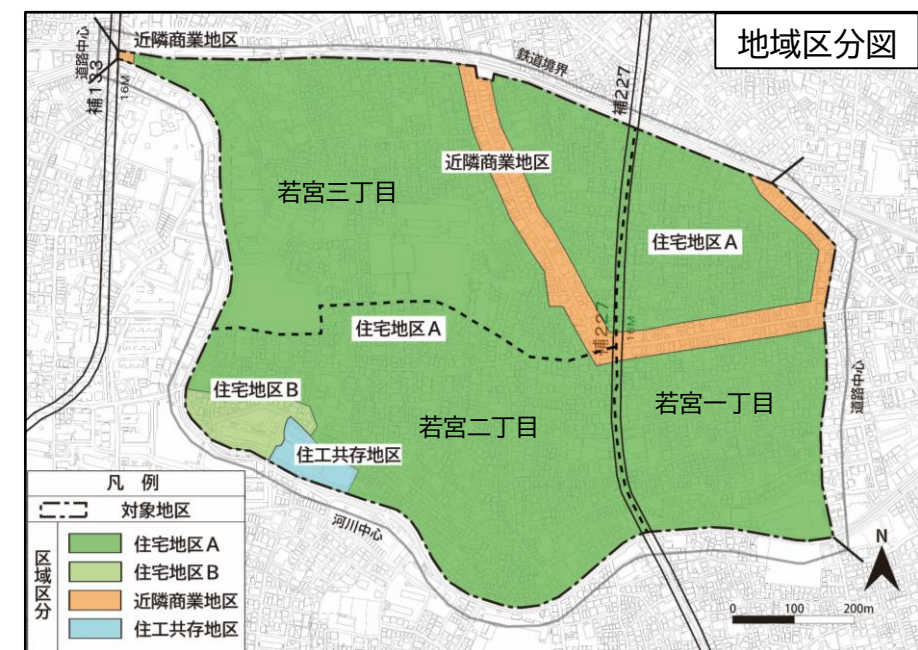 地域区分図
近隣商業地区
道路中心
補133
16M
鉄道境界
補227
近隣商業地区
若宮三丁目
住宅地区A
住宅地区A
補227
16M
住宅地区B
若宮二丁目
若宮一丁目
道路中心
住工共存地区
河川中心
凡 例
対象地区
区域区分
住宅地区A
住宅地区B
近隣商業地区
住工共存地区
N
0 100 200m